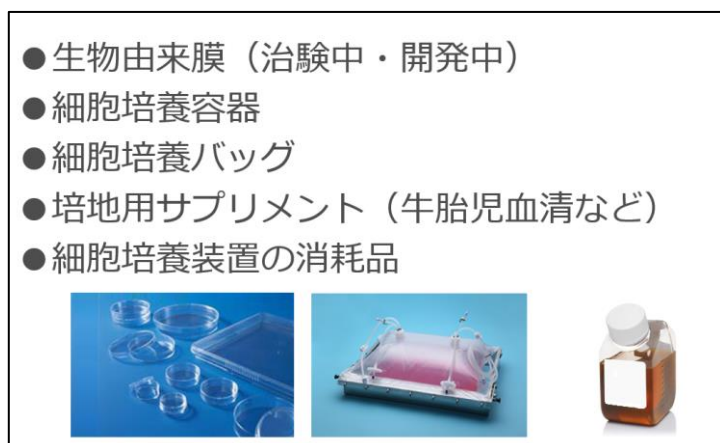 ●生物由来膜（治験中・開発中）
●細胞培養容器
●細胞培養バッグ
●培地用サプリメント（牛胎児血清など）
●細胞培養装置の消耗品